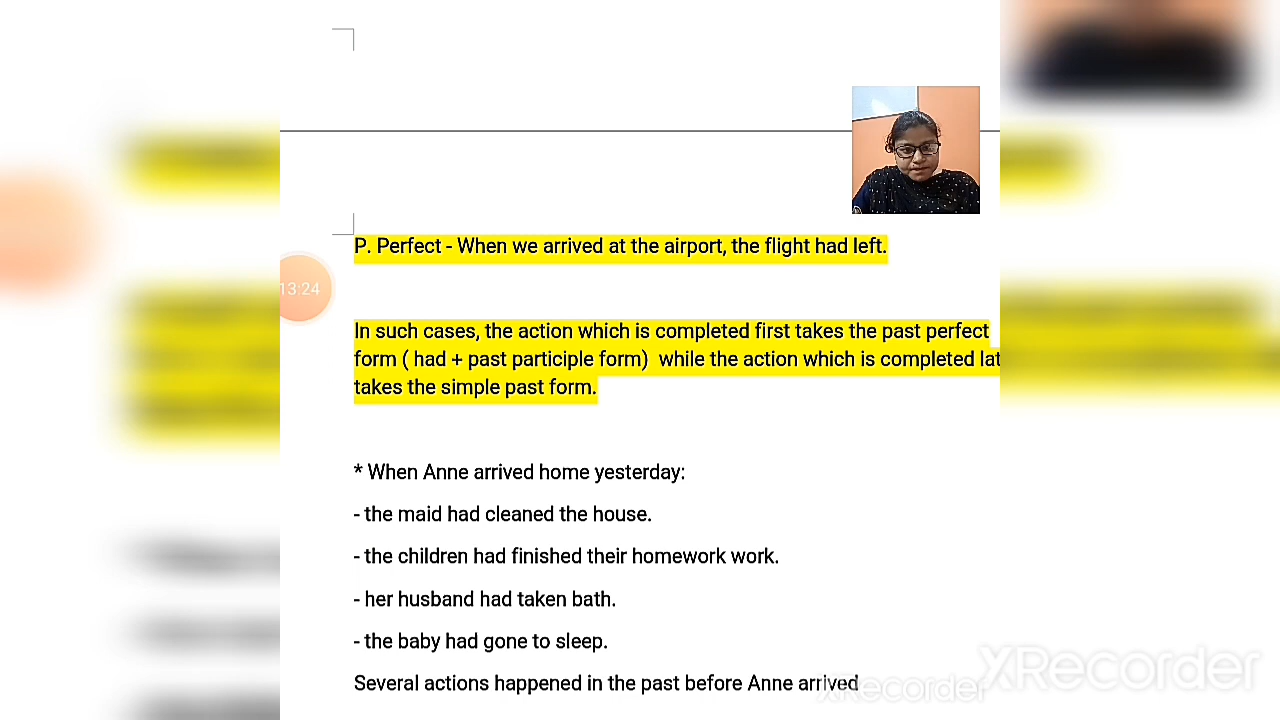 P. Perfect - When we arrived at the airport, the flight had left.
13:24
In such cases, the action which is completed first takes the past perfect
form ( had + past participle form) while the action which is completed lat
takes the simple past form.
* When Anne arrived home yesterday:
- the maid had cleaned the house.
- the children had finished their homework work.
- her husband had taken bath.
- the baby had gone to sleep.
Several actions happened in the past before Anne arrived
XRecorder
XRecorder